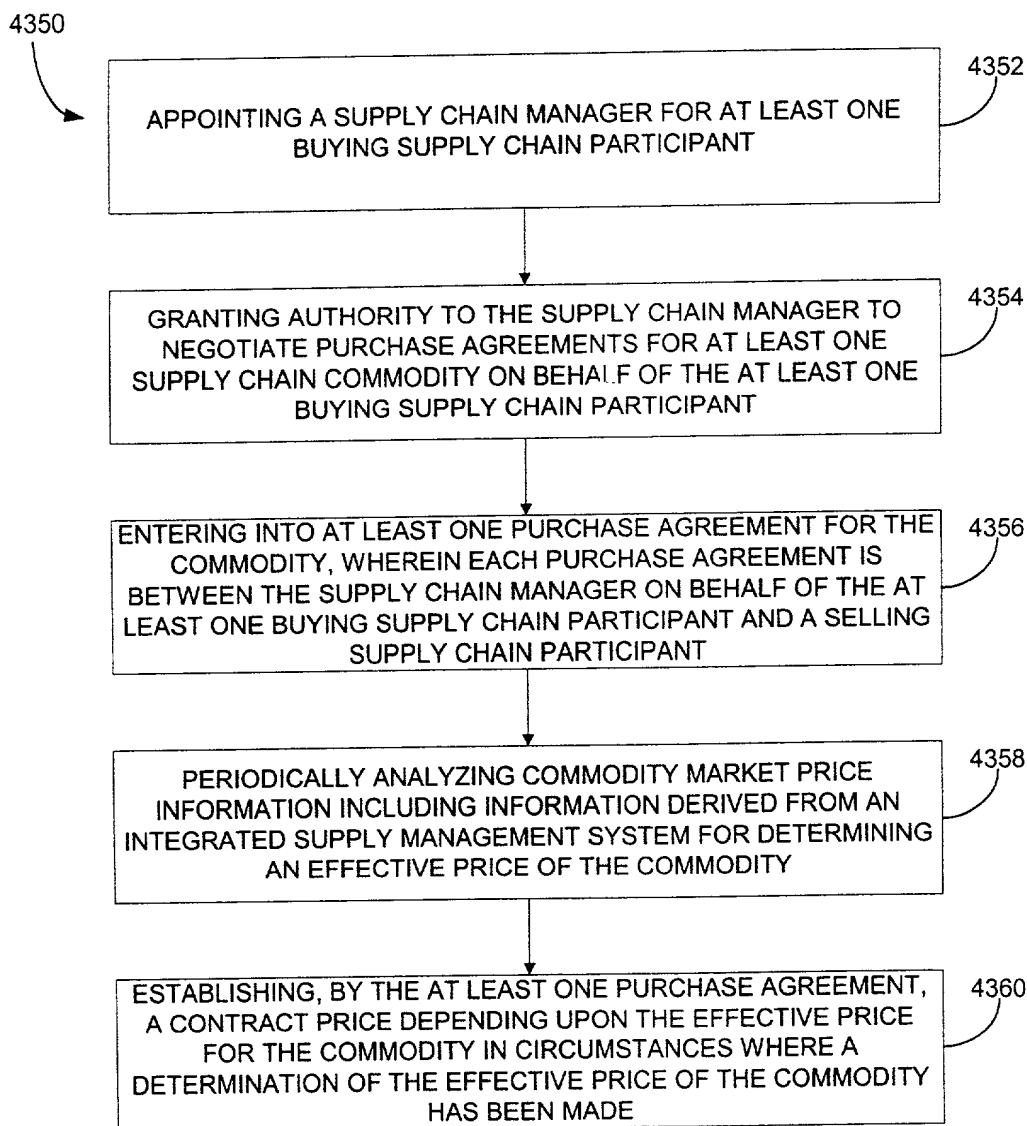 4350
APPOINTING A SUPPLY CHAIN MANAGER FOR AT LEAST ONE
BUYING SUPPLY CHAIN PARTICIPANT
4352
GRANTING AUTHORITY TO THE SUPPLY CHAIN MANAGER TO
NEGOTIATE PURCHASE AGREEMENTS FOR AT LEAST ONE
SUPPLY CHAIN COMMODITY ON BEHALF OF THE AT LEAST ONE
BUYING SUPPLY CHAIN PARTICIPANT
4354
ENTERING INTO AT LEAST ONE PURCHASE AGREEMENT FOR THE
COMMODITY, WHEREIN EACH PURCHASE AGREEMENT IS
BETWEEN THE SUPPLY CHAIN MANAGER ON BEHALF OF THE AT
LEAST ONE BUYING SUPPLY CHAIN PARTICIPANT AND A SELLING
SUPPLY CHAIN PARTICIPANT
4356
PERIODICALLY ANALYZING COMMODITY MARKET PRICE
INFORMATION INCLUDING INFORMATION DERIVED FROM AN
INTEGRATED SUPPLY MANAGEMENT SYSTEM FOR DETERMINING
AN EFFECTIVE PRICE OF THE COMMODITY
4358
ESTABLISHING, BY THE AT LEAST ONE PURCHASE AGREEMENT,
A CONTRACT PRICE DEPENDING UPON THE EFFECTIVE PRICE
FOR THE COMMODITY IN CIRCUMSTANCES WHERE A
DETERMINATION OF THE EFFECTIVE PRICE OF THE COMMODITY
HAS BEEN MADE
4360